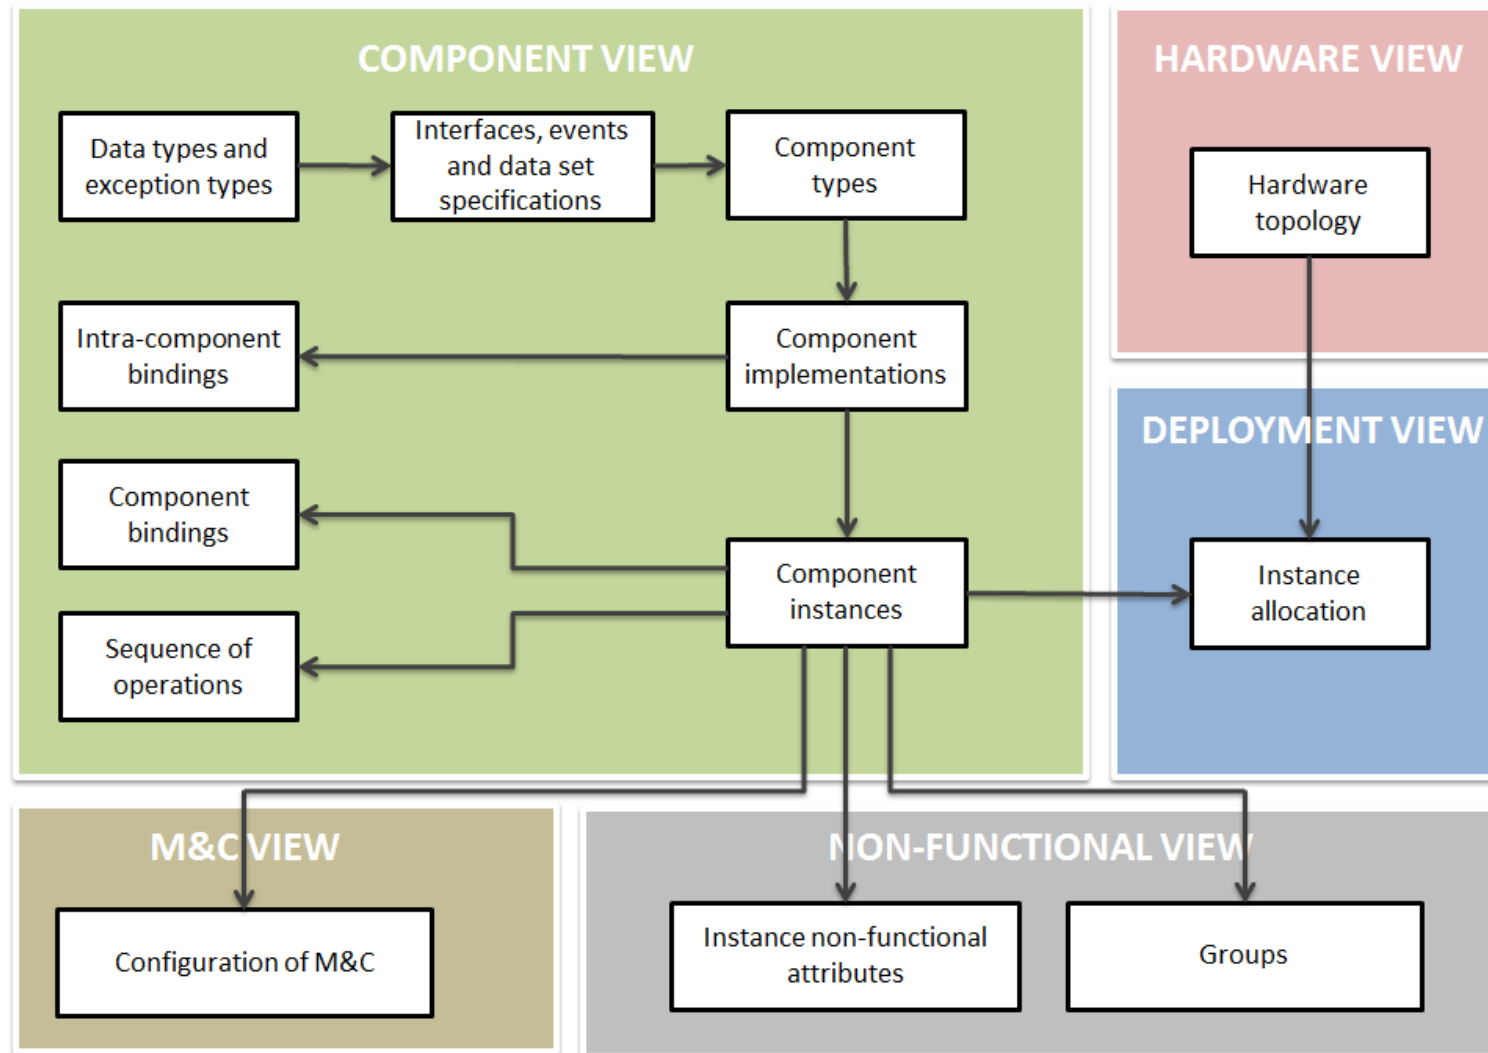 COMPONENT VIEW
Data types and
exception types
Interfaces, events
and data set
specifications
Component
types
Intra-component
bindings
Component
implementations
Component
bindings
Component
instances
Sequence of
operations
HARDWARE VIEW
Hardware
topology
DEPLOYMENT VIEW
Instance
allocation
M&C VIEW
Configuration of M&C
NON-FUNCTIONAL VIEW
Instance non-functional
attributes
Groups